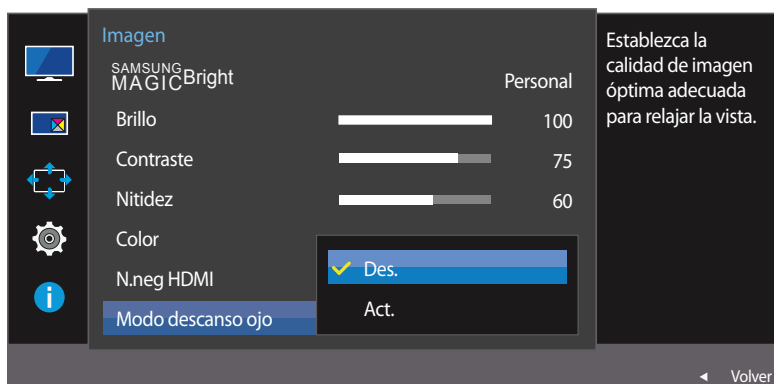 Imagen
SAMSUNG
MAGICBright Personal
Brillo 100
Contraste 75
Nitidez 60
Color
N.neg HDMI
Modo descanso ojo
Des.
Act.
Establezca la
calidad de imagen
óptima adecuada
para relajar la vista.
i
Volver